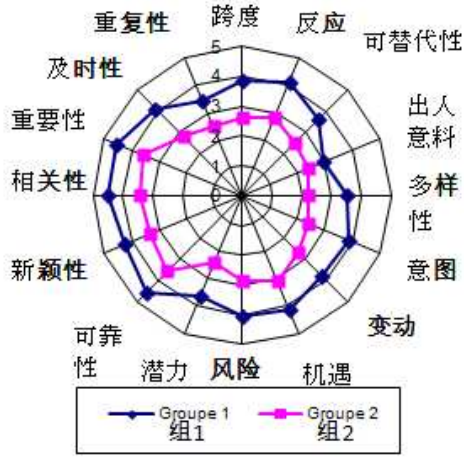 跨度
重复性
反应
可替代性
及时性
出人
意料
重要性
相关性
多样
性
新颖性
意图
可靠
性
变动
潜力
风险
机遇
5
4
3
2
1
0
Groupe 1
Groupe 2
组1
组2